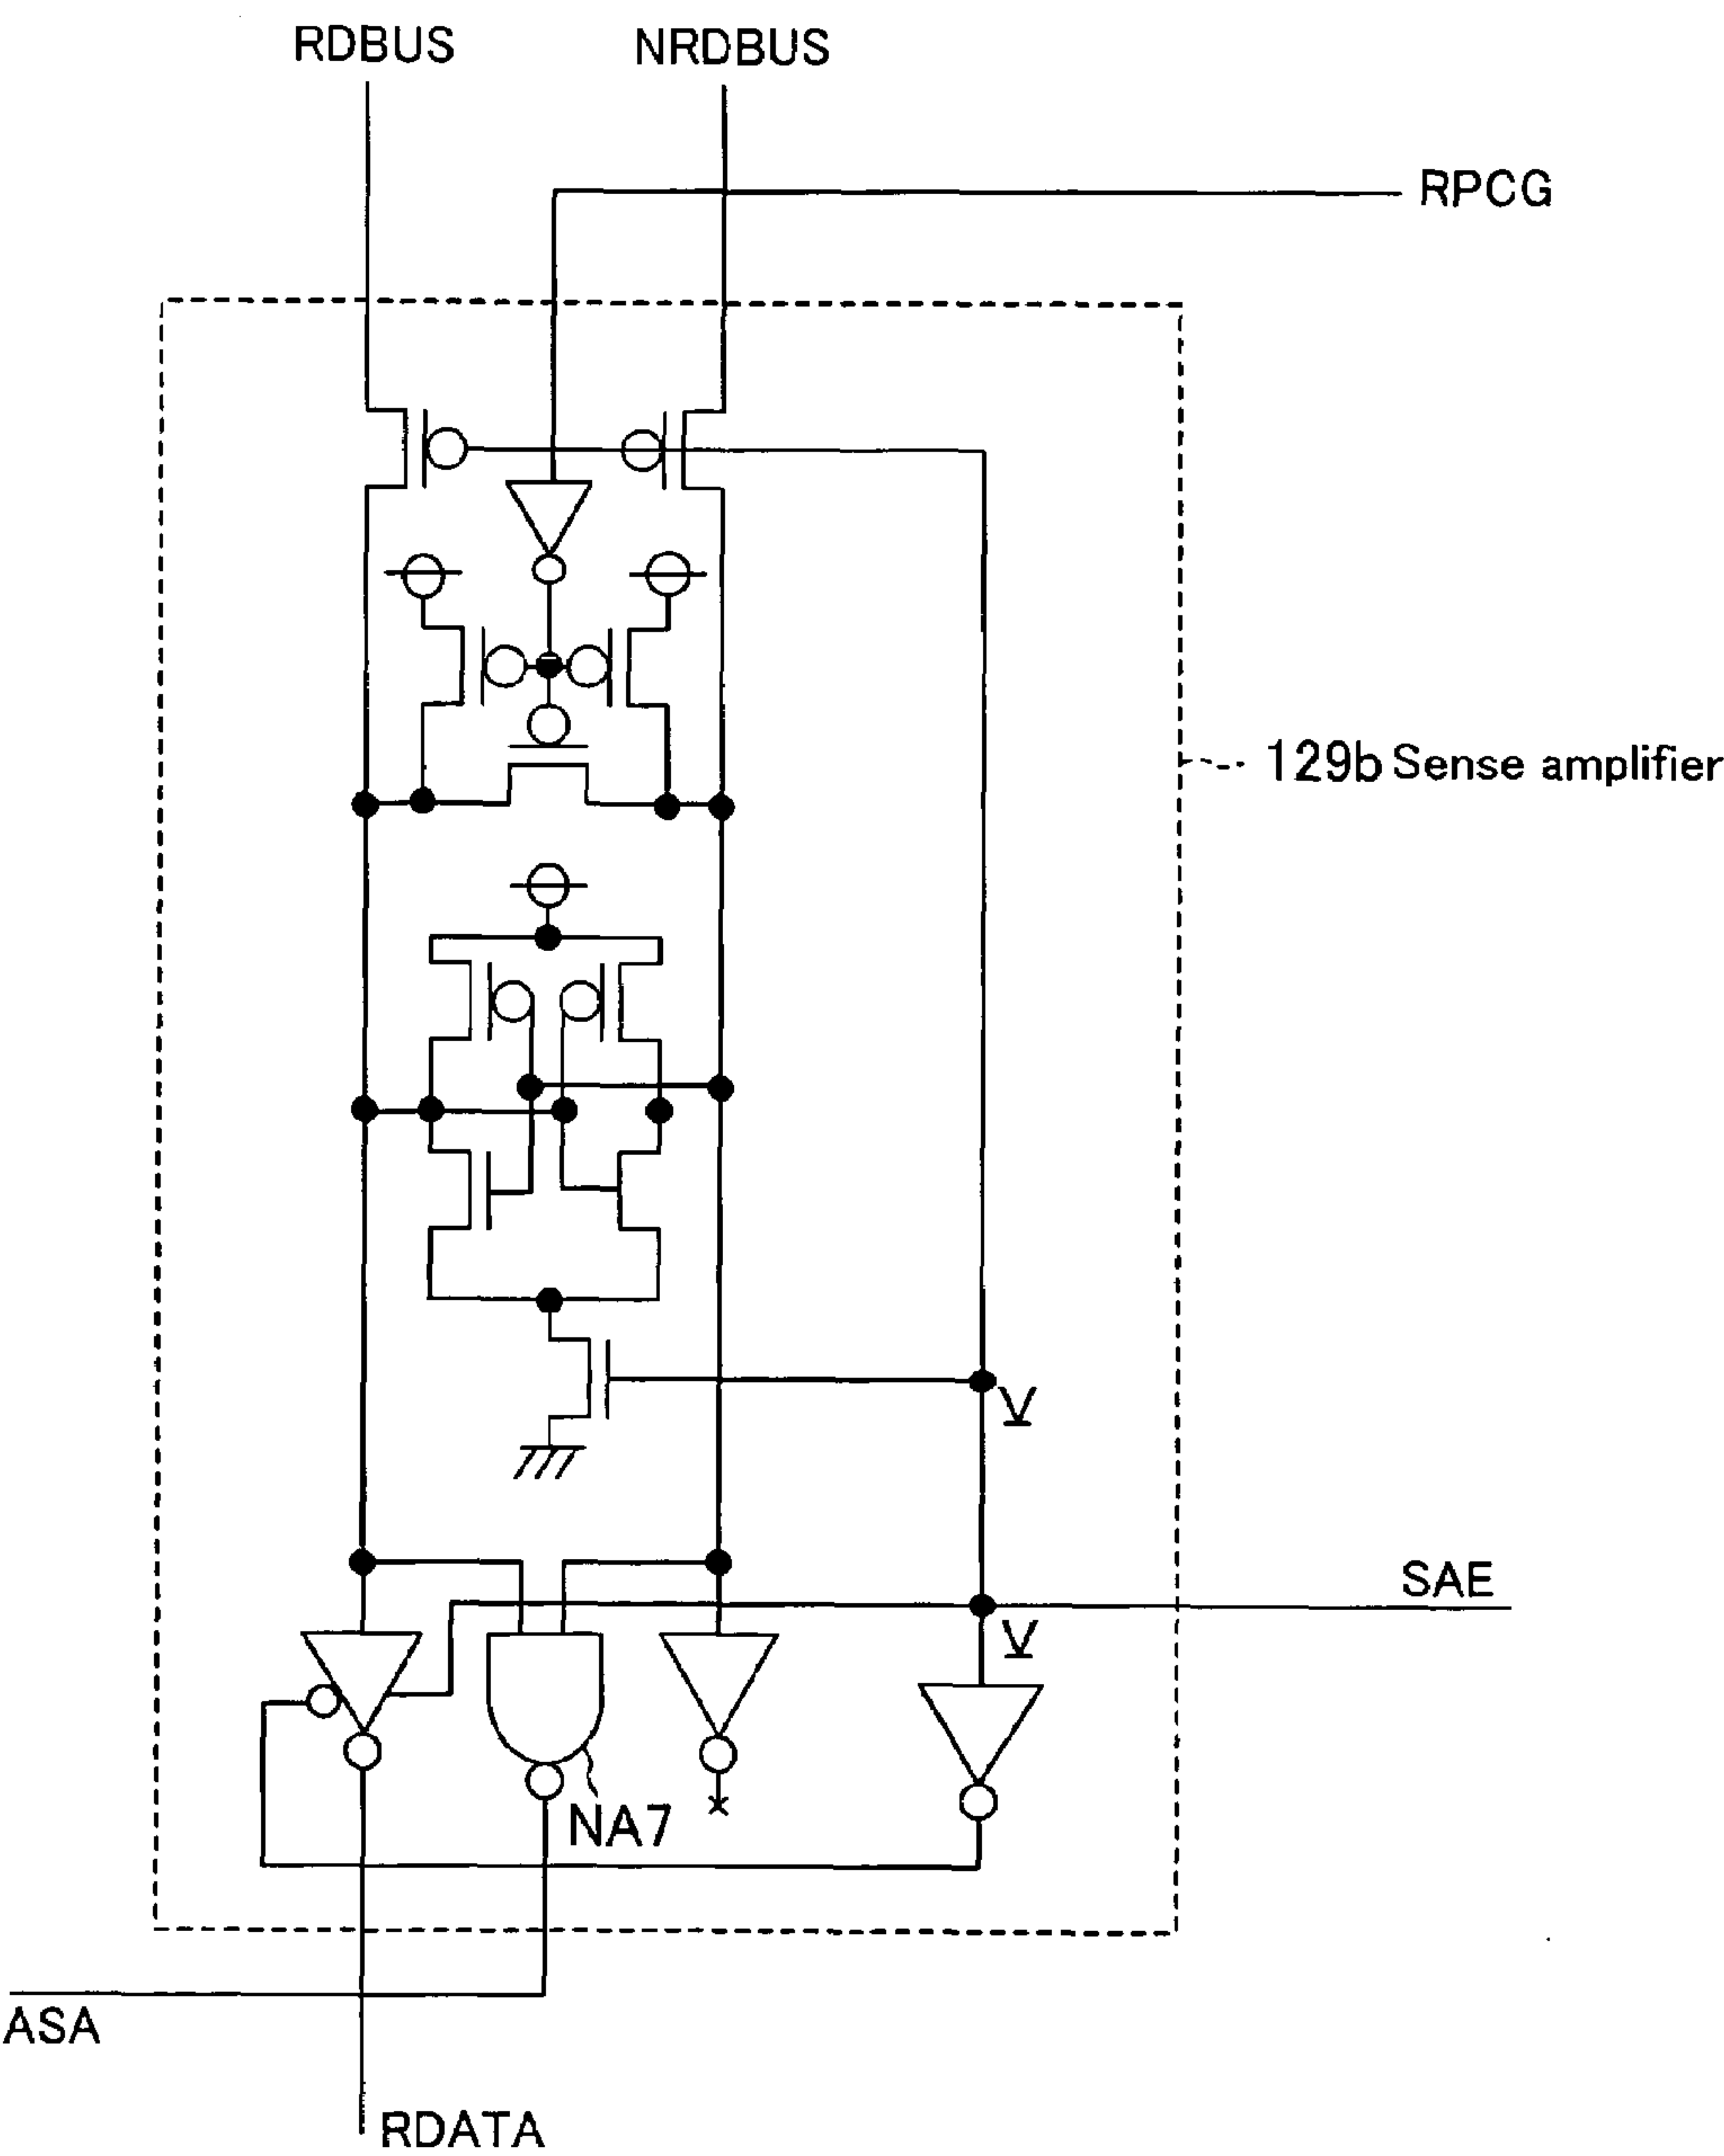 RDBUS
NRDBUS
RPCG
129b Sense amplifier
V
SAE
V
NA7
ASA
RDATA